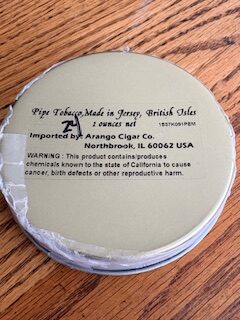 Pipe Tobacco, Made in Jersey, British Isles
2 ounces net
1537K091PBM
Imported by: Arango Cigar Co.
Northbrook, IL 60062 USA
WARNING : This product contains/produces
chemicals known to the state of California to cause
cancer, birth defects or other reproductive harm.